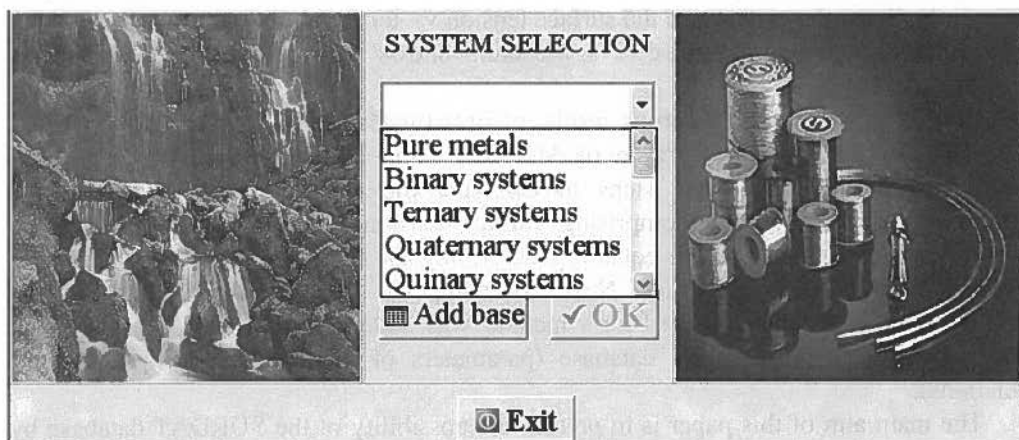 SYSTEM SELECTION
Pure metals
Binary systems
Ternary systems
Quaternary systems
Quinary systems
Add base
OK
Exit